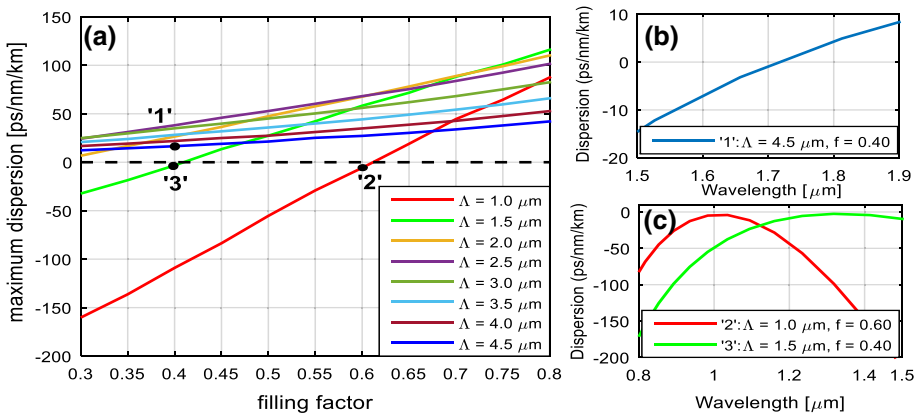 (a)
maximum dispersion [ps/nm/km]
150
100
50
0
-50
-100
-150
-200
'1'
'3'
'2'
Λ = 1.0 μm
Λ = 1.5 μm
Λ = 2.0 μm
Λ = 2.5 μm
Λ = 3.0 μm
Λ = 3.5 μm
Λ = 4.0 μm
Λ = 4.5 μm
0.3 0.35 0.4 0.45 0.5 0.55 0.6 0.65 0.7 0.75 0.8
filling factor
(b)
Dispersion (ps/nm/km)
10
0
-10
-20
'1':Λ = 4.5 μm, f = 0.40
1.5 1.6 1.7 1.8 1.9
Wavelength [μm]
(c)
Dispersion (ps/nm/km)
0
-50
-100
-150
-200
'2':Λ = 1.0 μm, f = 0.60
'3':Λ = 1.5 μm, f = 0.40
0.8 1 1.2 1.4 1.5
Wavelength [μm]